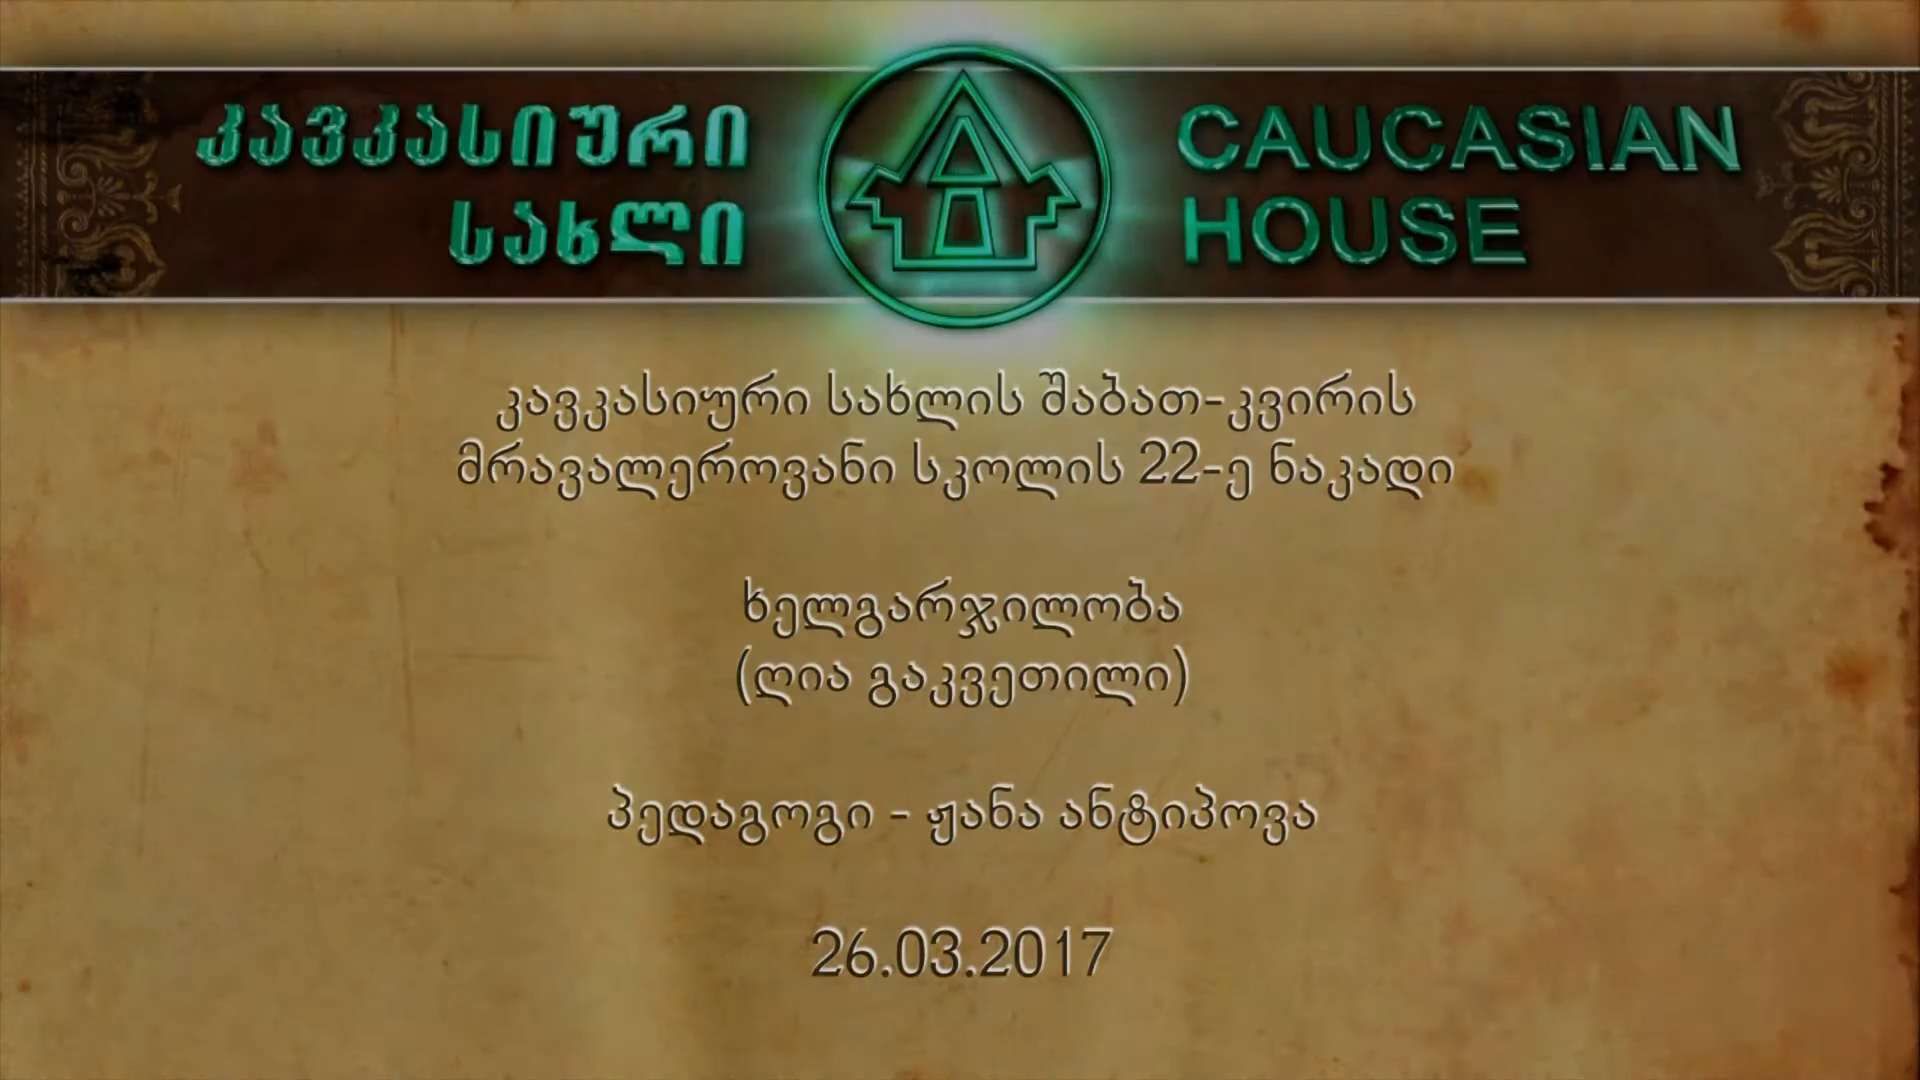 კავკასიური
სახლი
CAUCASIAN
HOUSE
კავკასიური სახლის შაბათ-კვირის
მრავალეროვანი სკოლის 22-ე ნაკადი
ხელგარჯილობა
(ღია გაკვეთილი)
პედაგოგი - ჟანა ანტიპოვა
26.03.2017